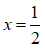 x = 1/2